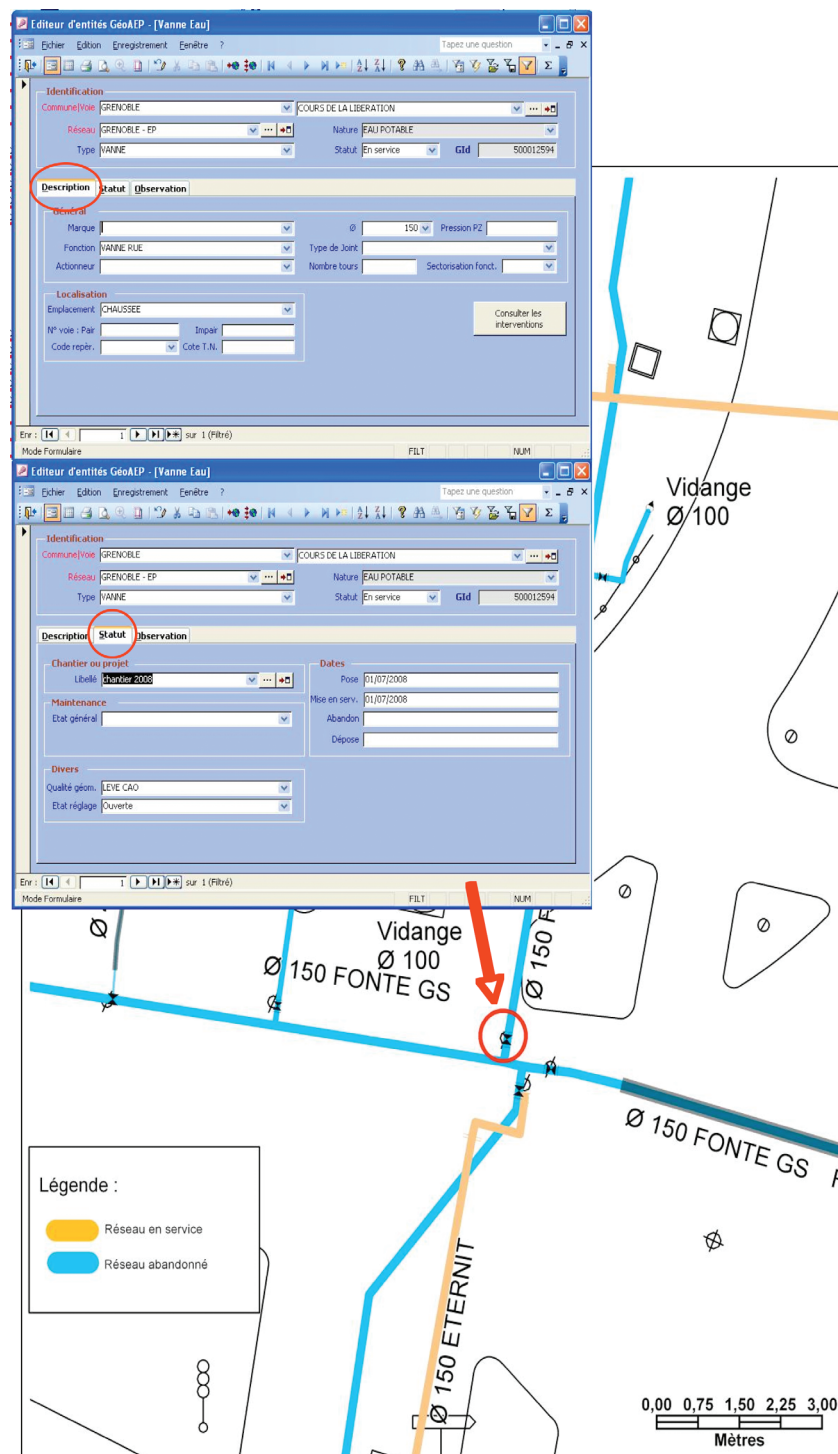 Editeur d'entités GéoAEP - [Vanne Eau]
Fichier Edition Enregistrement Fenêtre ? Tapez une question
Identification
Commune|Voie GRENOBLE COURS DE LA LIBERATION
Réseau GRENOBLE - EP Nature EAU POTABLE
Type VANNE Statut En service GId 500012594
Description Statut Observation
Général
Marque Ø 150 Pression PZ
Fonction VANNE RUE Type de Joint
Actionneur Nombre tours Sectorisation fonct.
Localisation
Emplacement CHAUSSEE
N° voie : Pair Impair
Code repèr. Cote T.N.
Consulter les
interventions
Enr : 1 sur 1 (Filtré)
Mode Formulaire FILT NUM
Editeur d'entités GéoAEP - [Vanne Eau]
Fichier Edition Enregistrement Fenêtre ? Tapez une question
Identification
Commune|Voie GRENOBLE COURS DE LA LIBERATION
Réseau GRENOBLE - EP Nature EAU POTABLE
Type VANNE Statut En service GId 500012594
Description Statut Observation
Chantier ou projet Dates
Libellé chantier 2008 Pose 01/07/2008
Maintenance Mise en serv. 01/07/2008
Etat général Abandon
Dépose
Divers
Qualité géom. LEVE CAO
Etat réglage Ouverte
Enr : 1 sur 1 (Filtré)
Mode Formulaire FILT NUM
Vidange
Ø 100
Ø
Vidange
Ø 100
Ø 150 FONTE GS
Ø 150 F
Ø 150 FONTE GS
Ø 150 ETERNIT
Légende :
Réseau en service
Réseau abandonné
0,00 0,75 1,50 2,25 3,00
Mètres